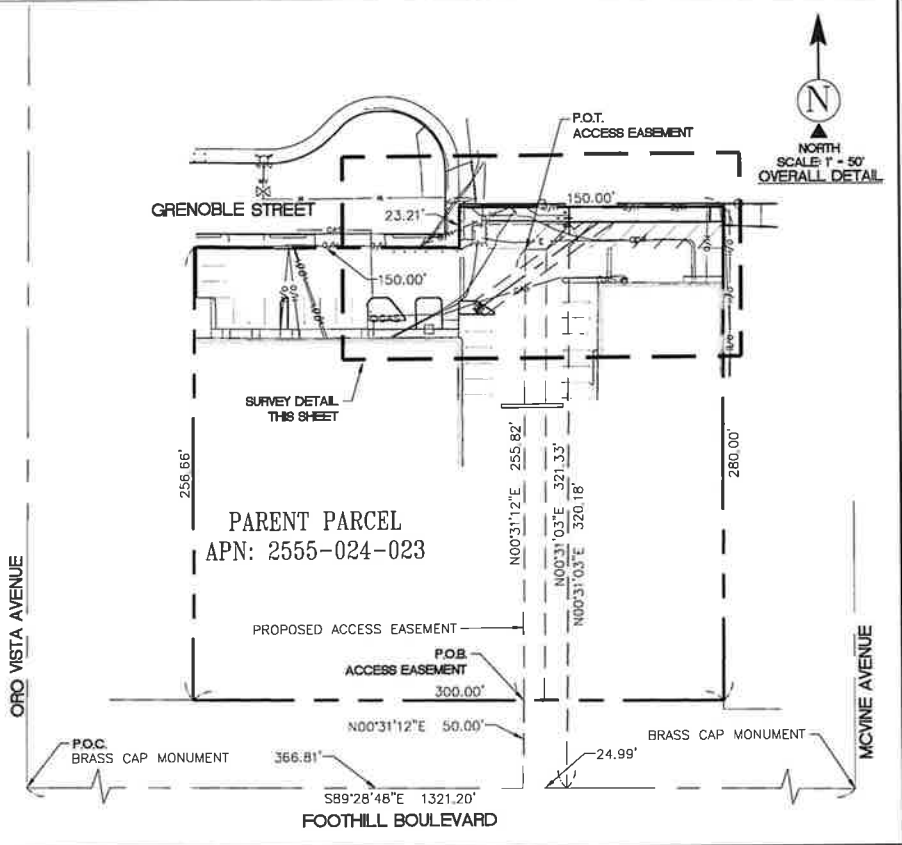 N
NORTH
SCALE: 1" = 50'
OVERALL DETAIL
P.O.T.
ACCESS EASEMENT
GRENOBLE STREET
23.21'
150.00'
150.00'
GAS
SURVEY DETAIL
THIS SHEET
256.66'
280.00'
N00°31'12"E 255.82'
N00°31'03"E 321.33'
N00°31'03"E 320.18'
PARENT PARCEL
APN: 2555-024-023
ORO VISTA AVENUE
MCVINE AVENUE
PROPOSED ACCESS EASEMENT
P.O.B.
ACCESS EASEMENT
300.00'
N00°31'12"E 50.00'
P.O.C.
BRASS CAP MONUMENT
BRASS CAP MONUMENT
366.81'
24.99'
S89°28'48"E 1321.20'
FOOTHILL BOULEVARD